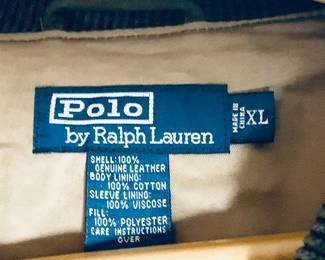 Polo
by Ralph Lauren
MADE IN
CHINA
XL
SHELL: 100%
GENUINE LEATHER
BODY LINING:
100% COTTON
SLEEVE LINING:
100% VISCOSE
FILL:
100% POLYESTER
CARE INSTRUCTIONS
OVER